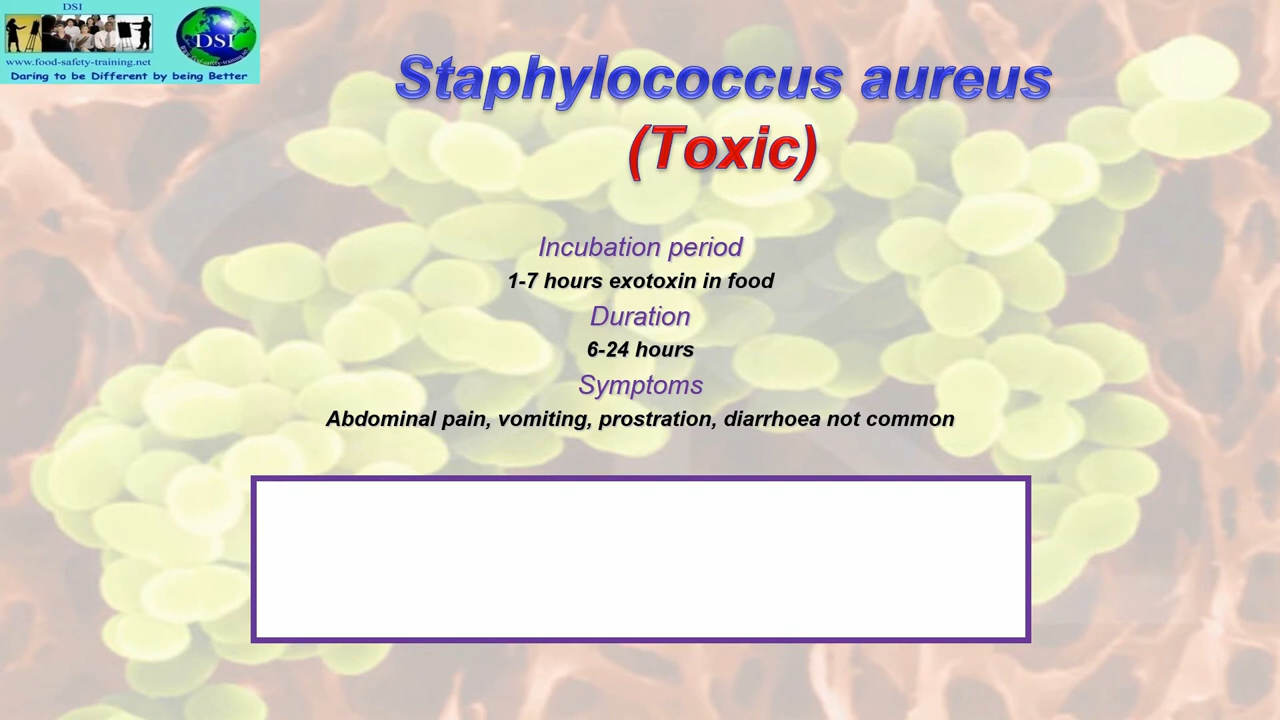 DSI
DSI
www.food-safety-training.net
Daring to be Different by being Better
Staphylococcus aureus
(Toxic)
Incubation period
1-7 hours exotoxin in food
Duration
6-24 hours
Symptoms
Abdominal pain, vomiting, prostration, diarrhoea not common